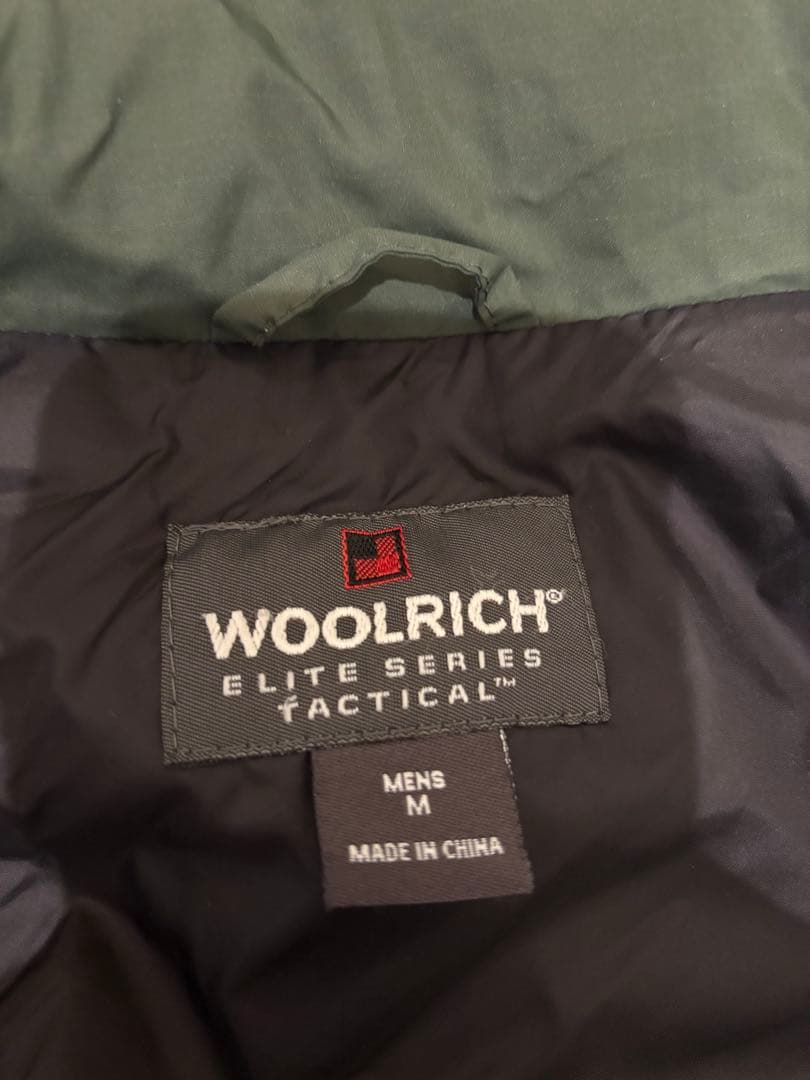 WOOLRICH®
ELITE SERIES
TACTICAL™
MENS
M
MADE IN CHINA